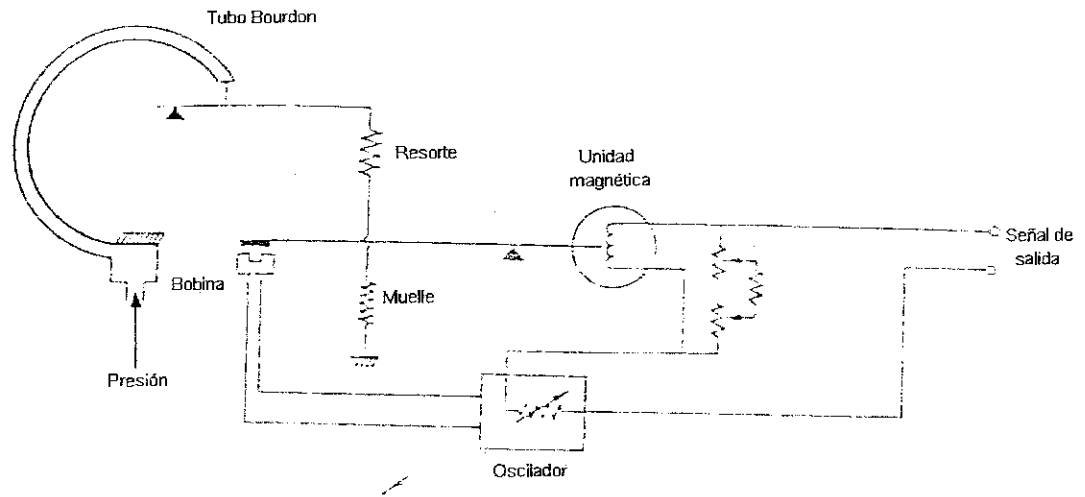 Tubo Bourdon
Resorte
Unidad
magnética
Señal de
salida
Bobina
Muelle
Presión
Oscilador